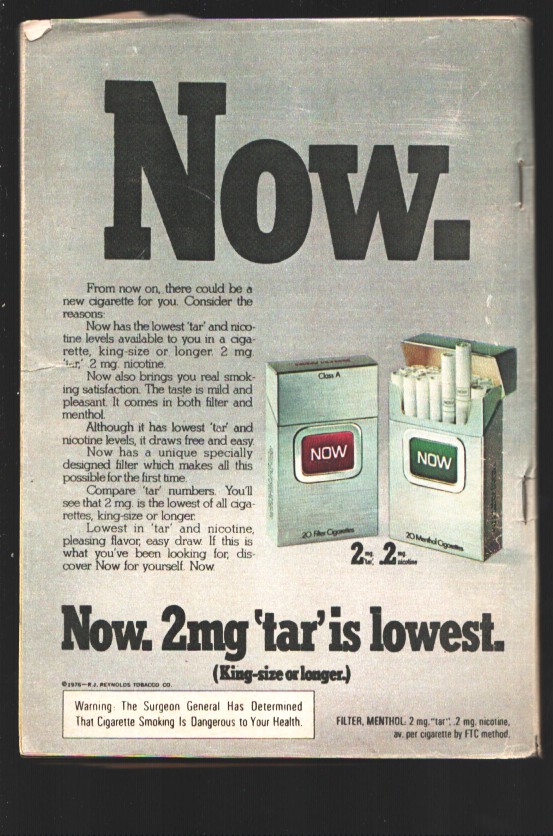 Now.
From now on, there could be a
new cigarette for you. Consider the
reasons:
Now has the lowest 'tar' and nico-
tine levels available to you in a ciga-
rette, king-size or longer. 2 mg.
'tar,' .2 mg. nicotine.
Now also brings you real smok-
ing satisfaction. The taste is mild and
pleasant. It comes in both filter and
menthol.
Although it has lowest 'tar' and
nicotine levels, it draws free and easy.
Now has a unique specially
designed filter which makes all this
possible for the first time.
Compare 'tar' numbers. You'll
see that 2 mg. is the lowest of all ciga-
rettes, king-size or longer.
Lowest in 'tar' and nicotine,
pleasing flavor, easy draw. If this is
what you've been looking for, dis-
cover Now for yourself. Now.
Class A
NOW
20 Filter Cigarettes
NOW
20 Menthol Cigarettes
2 mg. 'tar', .2 mg. nicotine
Now. 2mg 'tar' is lowest.
(King-size or longer.)
©1976—R.J. REYNOLDS TOBACCO CO.
Warning: The Surgeon General Has Determined
That Cigarette Smoking Is Dangerous to Your Health.
FILTER, MENTHOL: 2 mg. "tar", .2 mg. nicotine,
av. per cigarette by FTC method.